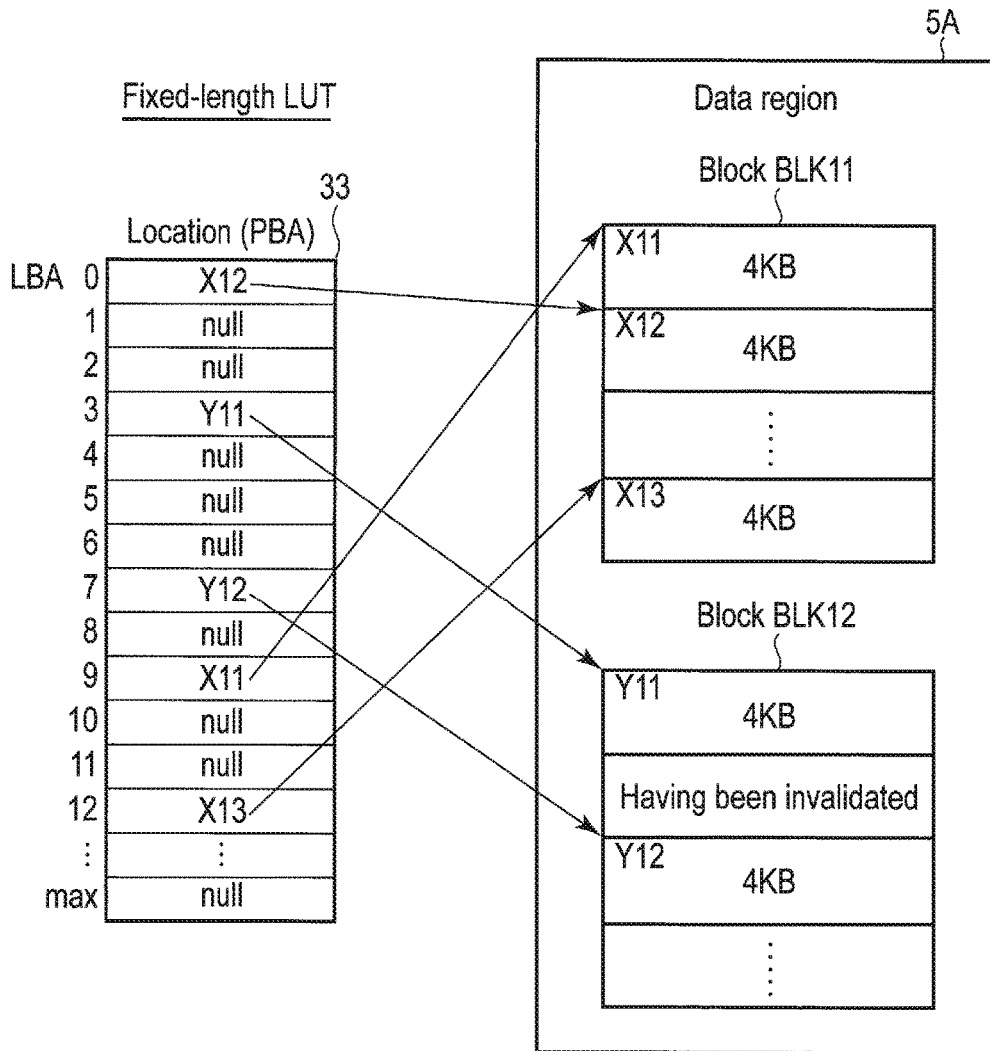 5A
Fixed-length LUT
Data region
Block BLK11
33
Location (PBA)
LBA 0 X12
1 null
2 null
3 Y11
4 null
5 null
6 null
7 Y12
8 null
9 X11
10 null
11 null
12 X13
⋮ ⋮
max null
X11
4KB
X12
4KB
⋮
X13
4KB
Block BLK12
Y11
4KB
Having been invalidated
Y12
4KB
⋮